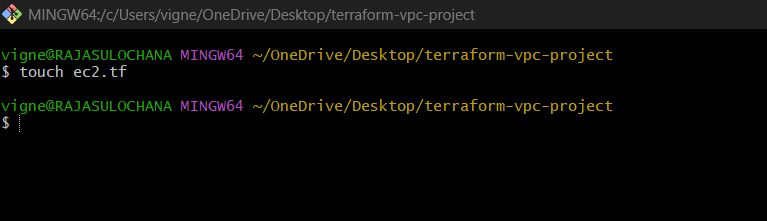 MINGW64:/c/Users/vigne/OneDrive/Desktop/terraform-vpc-project
vigne@RAJASULOCHANA MINGW64 ~/OneDrive/Desktop/terraform-vpc-project
$ touch ec2.tf
vigne@RAJASULOCHANA MINGW64 ~/OneDrive/Desktop/terraform-vpc-project
$